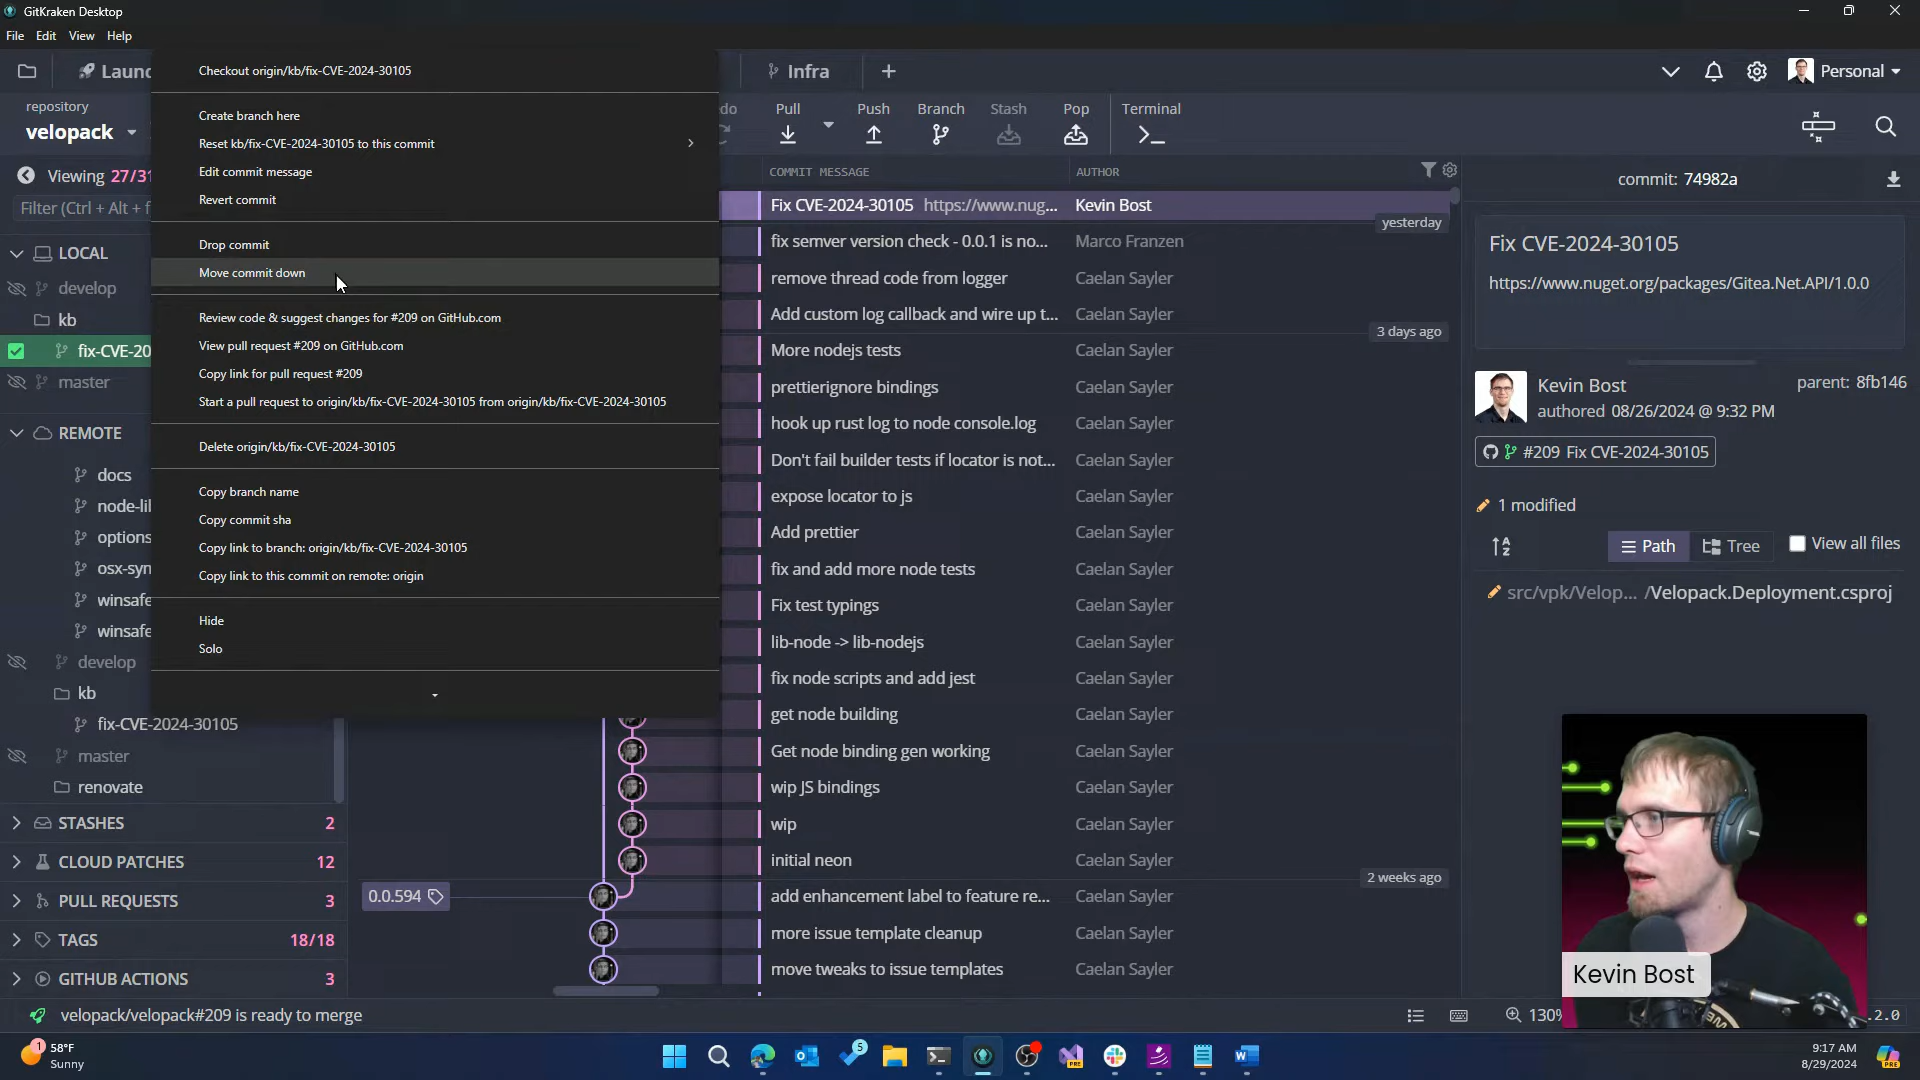 GitKraken Desktop
File Edit View Help
Launc
Infra
Personal
repository
velopack
do
Pull
Push
Branch
Stash
Pop
Terminal
Viewing 27/31
Filter (Ctrl + Alt + f
LOCAL
develop
kb
fix-CVE-20
master
REMOTE
docs
node-lil
options
osx-syn
winsafe
winsafe
develop
kb
fix-CVE-2024-30105
master
renovate
STASHES 2
CLOUD PATCHES 12
PULL REQUESTS 3
TAGS 18/18
GITHUB ACTIONS 3
Checkout origin/kb/fix-CVE-2024-30105
Create branch here
Reset kb/fix-CVE-2024-30105 to this commit
Edit commit message
Revert commit
Drop commit
Move commit down
Review code & suggest changes for #209 on GitHub.com
View pull request #209 on GitHub.com
Copy link for pull request #209
Start a pull request to origin/kb/fix-CVE-2024-30105 from origin/kb/fix-CVE-2024-30105
Delete origin/kb/fix-CVE-2024-30105
Copy branch name
Copy commit sha
Copy link to branch: origin/kb/fix-CVE-2024-30105
Copy link to this commit on remote: origin
Hide
Solo
0.0.594
COMMIT MESSAGE AUTHOR
Fix CVE-2024-30105 https://www.nug... Kevin Bost
yesterday
fix semver version check - 0.0.1 is no... Marco Franzen
remove thread code from logger Caelan Sayler
Add custom log callback and wire up t... Caelan Sayler
3 days ago
More nodejs tests Caelan Sayler
prettierignore bindings Caelan Sayler
hook up rust log to node console.log Caelan Sayler
Don't fail builder tests if locator is not... Caelan Sayler
expose locator to js Caelan Sayler
Add prettier Caelan Sayler
fix and add more node tests Caelan Sayler
Fix test typings Caelan Sayler
lib-node -> lib-nodejs Caelan Sayler
fix node scripts and add jest Caelan Sayler
get node building Caelan Sayler
Get node binding gen working Caelan Sayler
wip JS bindings Caelan Sayler
wip Caelan Sayler
initial neon Caelan Sayler
2 weeks ago
add enhancement label to feature re... Caelan Sayler
more issue template cleanup Caelan Sayler
move tweaks to issue templates Caelan Sayler
commit: 74982a
Fix CVE-2024-30105
https://www.nuget.org/packages/Gitea.Net.API/1.0.0
Kevin Bost
parent: 8fb146
authored 08/26/2024 @ 9:32 PM
#209 Fix CVE-2024-30105
1 modified
Path
Tree
View all files
src/vpk/Velop... /Velopack.Deployment.csproj
Kevin Bost
velopack/velopack#209 is ready to merge
130%
.2.0
1
58°F
Sunny
5
PRE
9:17 AM
8/29/2024
PRE